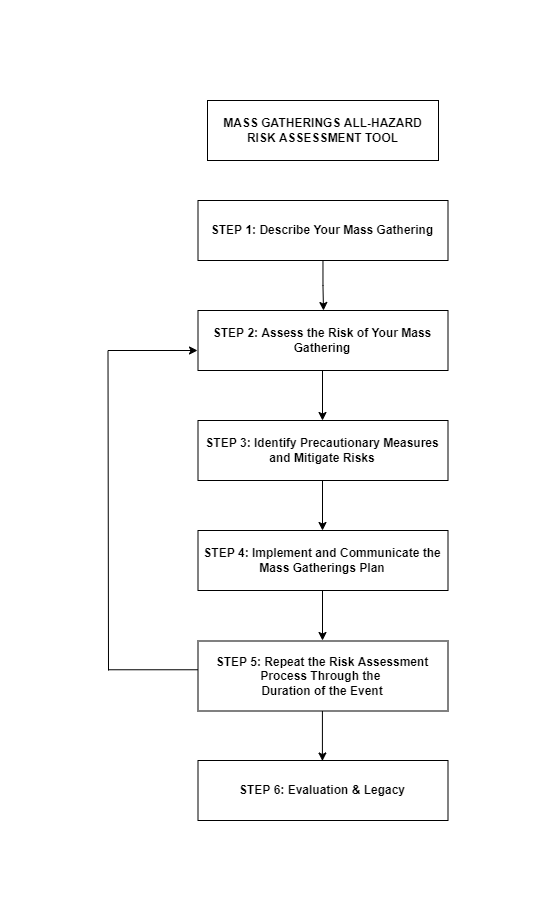 MASS GATHERINGS ALL-HAZARD
RISK ASSESSMENT TOOL
STEP 1: Describe Your Mass Gathering
STEP 2: Assess the Risk of Your Mass
Gathering
STEP 3: Identify Precautionary Measures
and Mitigate Risks
STEP 4: Implement and Communicate the
Mass Gatherings Plan
STEP 5: Repeat the Risk Assessment
Process Through the
Duration of the Event
STEP 6: Evaluation & Legacy